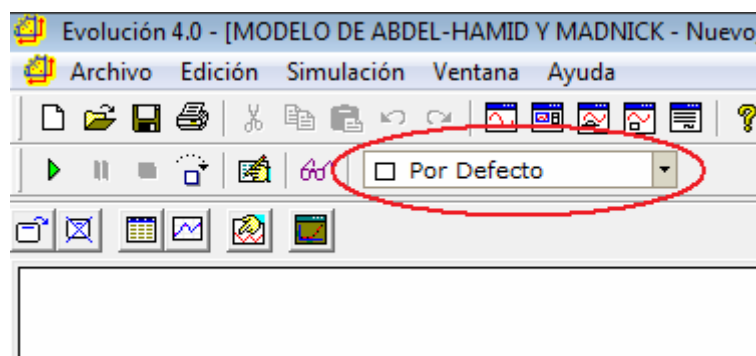 Evolución 4.0 - [MODELO DE ABDEL-HAMID Y MADNICK - Nuevo
Archivo Edición Simulación Ventana Ayuda
Por Defecto